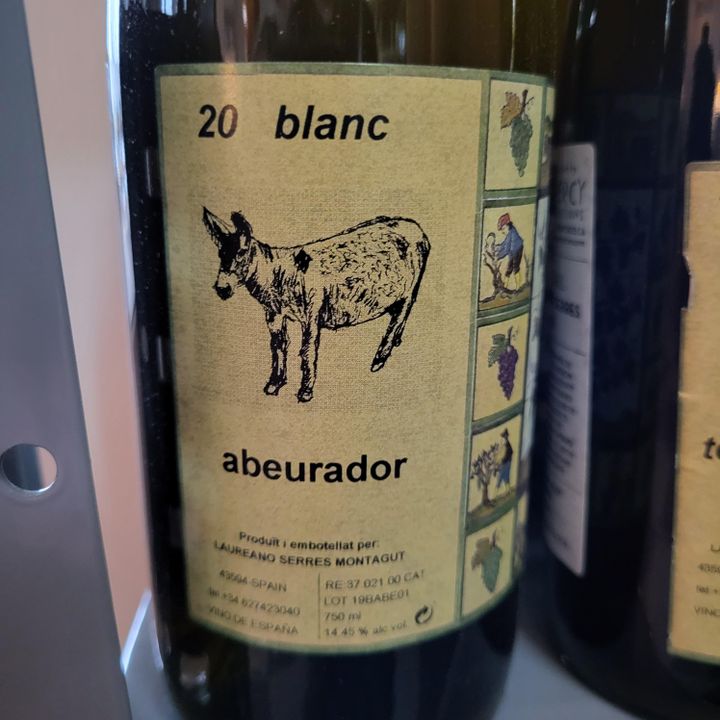 20 blanc
abeurador
Produït i embotellat per:
LAUREANO SERRES MONTAGUT
43594-SPAIN
tel.+34 627423040
VINO DE ESPAÑA
RE:37 021 00 CAT
LOT 19BABE01
750 ml
14.45 % alc vol.